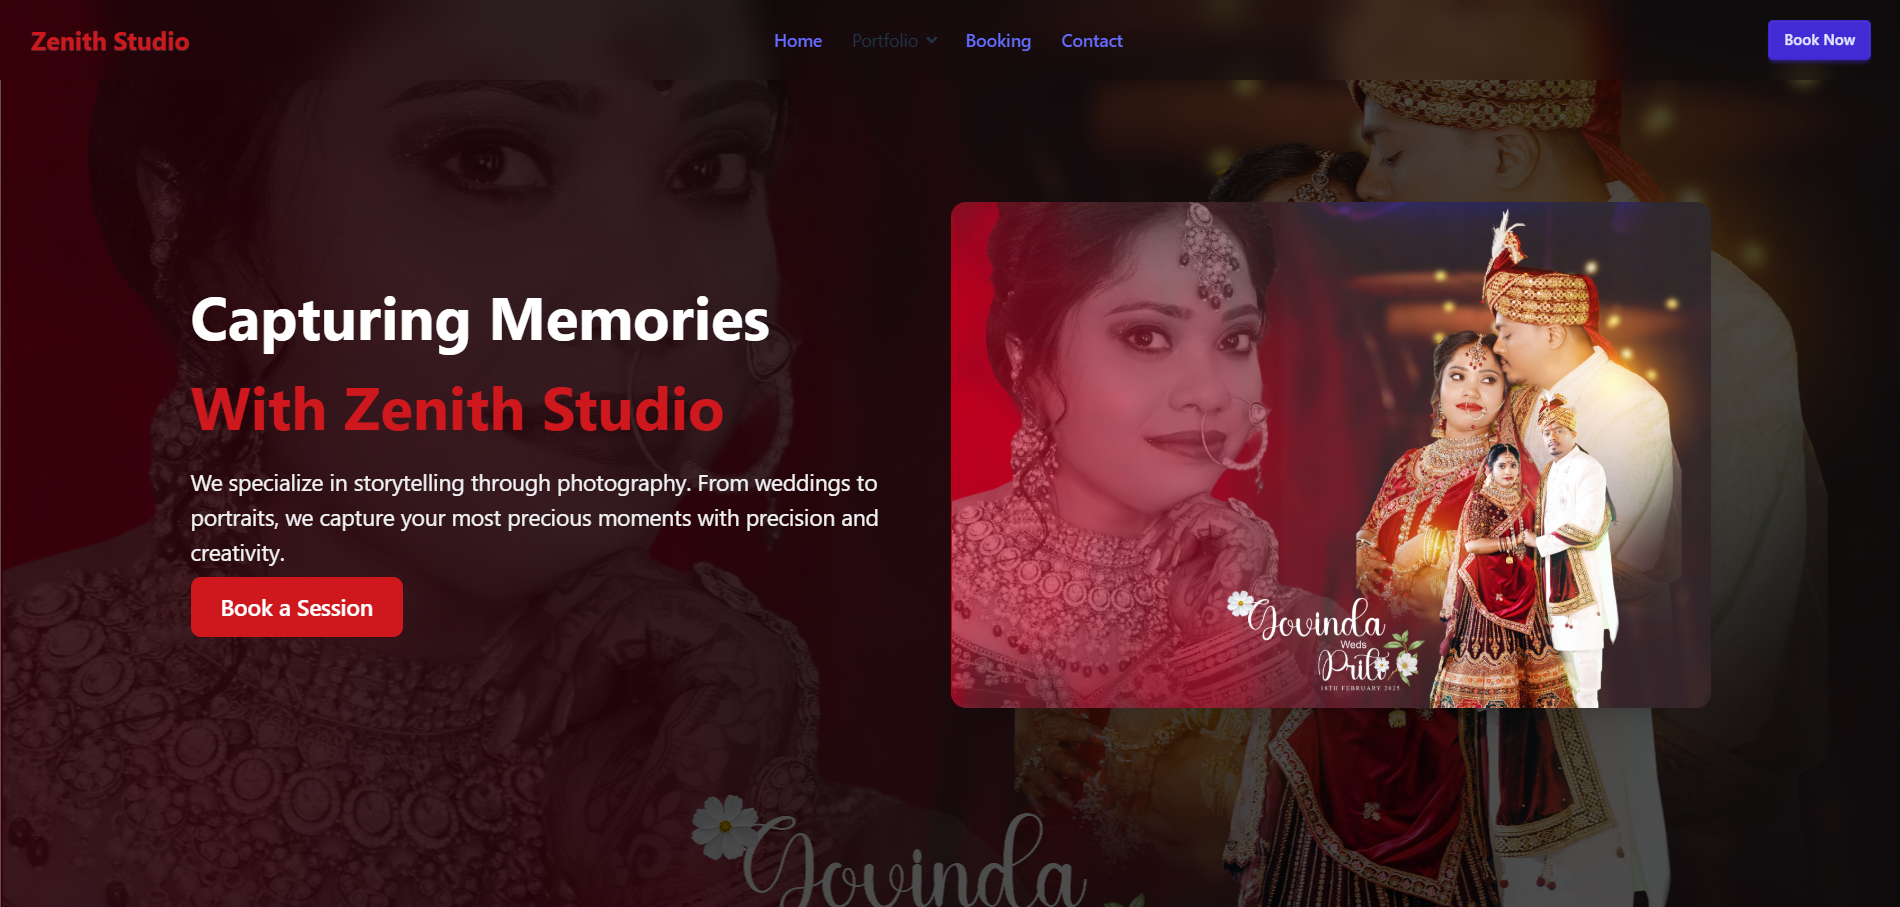 Zenith Studio
Home Portfolio Booking Contact
Book Now
Capturing Memories
With Zenith Studio
We specialize in storytelling through photography. From weddings to
portraits, we capture your most precious moments with precision and
creativity.
Book a Session
Govinda
Weds
Priti
18TH FEBRUARY 2025
Govinda